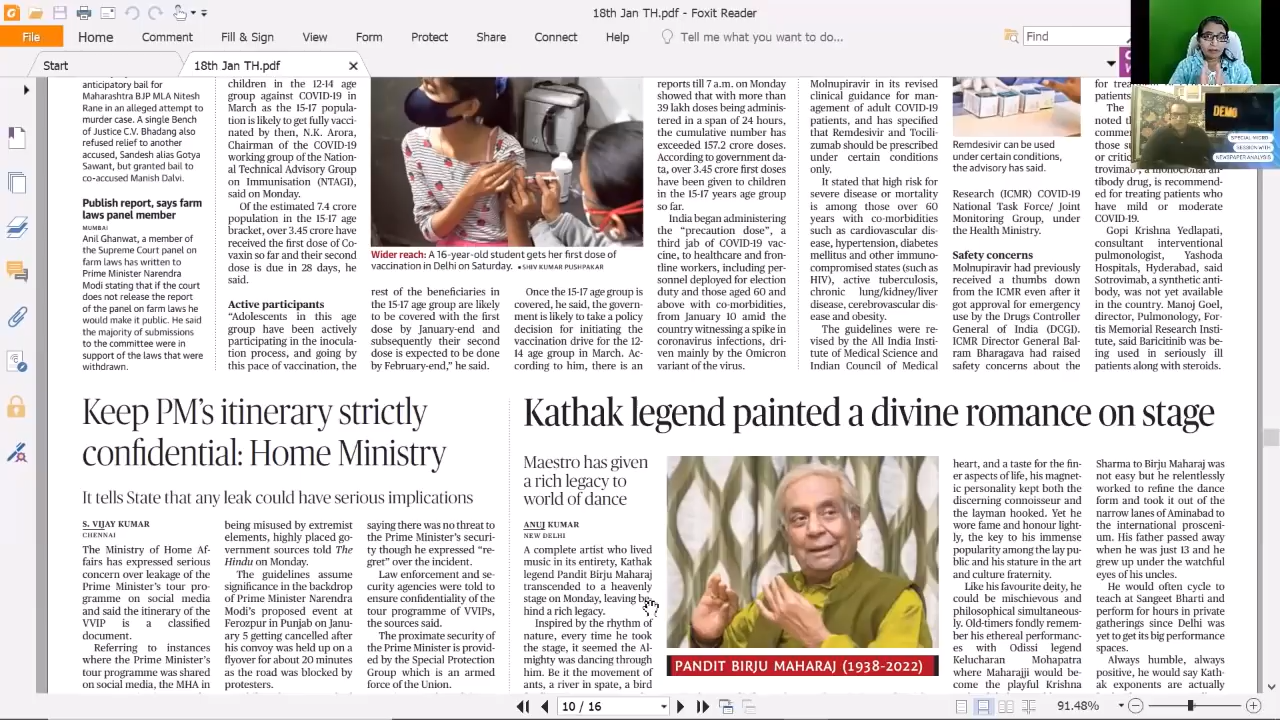 18th Jan TH.pdf - Foxit Reader
File
Home
Comment
Fill & Sign
View
Form
Protect
Share
Connect
Help
Tell me what you want to do...
Find
Start
18th Jan TH.pdf
anticipatory bail for
Maharashtra BJP MLA Nitesh
Rane in an alleged attempt to
murder case. A single Bench
of Justice C.V. Bhadang also
refused relief to another
accused, Sandesh alias Gotya
Sawant, but granted bail to
co-accused Manish Dalvi.
Publish report, says farm
laws panel member
MUMBAI
Anil Ghanwat, a member of
the Supreme Court panel on
farm laws has written to
Prime Minister Narendra
Modi stating that if the court
does not release the report
of the panel on farm laws he
would make it public. He said
the majority of submissions
to the committee were in
support of the laws that were
withdrawn.
children in the 12-14 age
group against COVID-19 in
March as the 15-17 popula-
tion is likely to get fully vacci-
nated by then, N.K. Arora,
Chairman of the COVID-19
working group of the Nation-
al Technical Advisory Group
on Immunisation (NTAGI),
said on Monday.
Of the estimated 7.4 crore
population in the 15-17 age
bracket, over 3.45 crore have
received the first dose of Co-
vaxin so far and their second
dose is due in 28 days, he
said.
Active participants
“Adolescents in this age
group have been actively
participating in the inocula-
tion process, and going by
this pace of vaccination, the
Wider reach: A 16-year-old student gets her first dose of
vaccination in Delhi on Saturday. ■ SHIV KUMAR PUSHPAKAR
rest of the beneficiaries in
the 15-17 age group are likely
to be covered with the first
dose by January-end and
subsequently their second
dose is expected to be done
by February-end,” he said.
Once the 15-17 age group is
covered, he said, the govern-
ment is likely to take a policy
decision for initiating the
vaccination drive for the 12-
14 age group in March. Ac-
cording to him, there is an
reports till 7 a.m. on Monday
showed that with more than
39 lakh doses being adminis-
tered in a span of 24 hours,
the cumulative number has
exceeded 157.2 crore doses.
According to government da-
ta, over 3.45 crore first doses
have been given to children
in the 15-17 years age group
so far.
India began administering
the “precaution dose”, a
third jab of COVID-19 vac-
cine, to healthcare and fron-
tline workers, including per-
sonnel deployed for election
duty and those aged 60 and
above with co-morbidities,
from January 10 amid the
country witnessing a spike in
coronavirus infections, dri-
ven mainly by the Omicron
variant of the virus.
Molnupiravir in its revised
clinical guidance for man-
agement of adult COVID-19
patients, and has specified
that Remdesivir and Tocili-
zumab should be prescribed
under certain conditions
only.
It stated that high risk for
severe disease or mortality
is among those over 60
years with co-morbidities
such as cardiovascular dis-
ease, hypertension, diabetes
mellitus and other immuno-
compromised states (such as
HIV), active tuberculosis,
chronic lung/kidney/liver
disease, cerebrovascular dis-
ease and obesity.
The guidelines were re-
vised by the All India Insti-
tute of Medical Science and
Indian Council of Medical
Remdesivir can be used
under certain conditions,
the advisory has said.
Research (ICMR) COVID-19
National Task Force/ Joint
Monitoring Group, under
the Health Ministry.
Safety concerns
Molnupiravir had previously
received a thumbs down
from the ICMR even after it
got approval for emergency
use by the Drugs Controller
General of India (DCGI).
ICMR Director General Bal-
ram Bhargava had raised
safety concerns about the
for
patients
The
noted
those
or
tibody drug, is recommend-
ed for treating patients who
have mild or moderate
COVID-19.
Gopi Krishna Yedlapati,
consultant interventional
pulmonologist, Yashoda
Hospitals, Hyderabad, said
Sotrovimab, a synthetic anti-
body, was not yet available
in the country. Manoj Goel,
director, Pulmonology, For-
tis Memorial Research Insti-
tute, said Baricitinib was be-
ing used in seriously ill
patients along with steroids.
DEMO
SPECIAL WORD
SESSION WITH
NEWSPAPER ANALYSIS
Keep PM’s itinerary strictly
confidential: Home Ministry
It tells State that any leak could have serious implications
S. VIJAY KUMAR
CHENNAI
The Ministry of Home Af-
fairs has expressed serious
concern over leakage of the
Prime Minister’s tour pro-
gramme on social media
and said the itinerary of the
VVIP is a classified
document.
Referring to instances
where the Prime Minister’s
tour programme was shared
on social media, the MHA in
being misused by extremist
elements, highly placed go-
vernment sources told The
Hindu on Monday.
The guidelines assume
significance in the backdrop
of Prime Minister Narendra
Modi’s proposed event at
Ferozpur in Punjab on Janu-
ary 5 getting cancelled after
his convoy was held up on a
flyover for about 20 minutes
as the road was blocked by
protesters.
saying there was no threat to
the Prime Minister’s securi-
ty though he expressed “re-
gret” over the incident.
Law enforcement and se-
curity agencies were told to
ensure confidentiality of the
tour programme of VVIPs,
the sources said.
The proximate security of
the Prime Minister is provid-
ed by the Special Protection
Group which is an armed
force of the Union.
Kathak legend painted a divine romance on stage
Maestro has given
a rich legacy to
world of dance
ANUJ KUMAR
NEW DELHI
A complete artist who lived
music in its entirety, Kathak
legend Pandit Birju Maharaj
transcended to a heavenly
stage on Monday, leaving be-
hind a rich legacy.
Inspired by the rhythm of
nature, every time he took
the stage, it seemed the Al-
mighty was dancing through
him. Be it the movement of
ants, a river in spate, a bird
PANDIT BIRJU MAHARAJ (1938-2022)
heart, and a taste for the fin-
er aspects of life, his magnet-
ic personality kept both the
discerning connoisseur and
the layman hooked. Yet he
wore fame and honour light-
ly, the key to his immense
popularity among the lay pu-
blic and his stature in the art
and culture fraternity.
Like his favourite deity, he
could be mischievous and
philosophical simultaneous-
ly. Old-timers fondly remem-
ber his ethereal performanc-
es with Odissi legend
Kelucharan Mohapatra
where Maharajji would be-
come the playful Krishna
Sharma to Birju Maharaj was
not easy but he relentlessly
worked to refine the dance
form and took it out of the
narrow lanes of Aminabad to
the international prosceni-
um. His father passed away
when he was just 13 and he
grew up under the watchful
eyes of his uncles.
He would often cycle to
teach at Sangeet Bharti and
perform for hours in private
gatherings since Delhi was
yet to get its big performance
spaces.
Always humble, always
positive, he would say Kath-
ak exponents are actually
10 / 16
91.48%